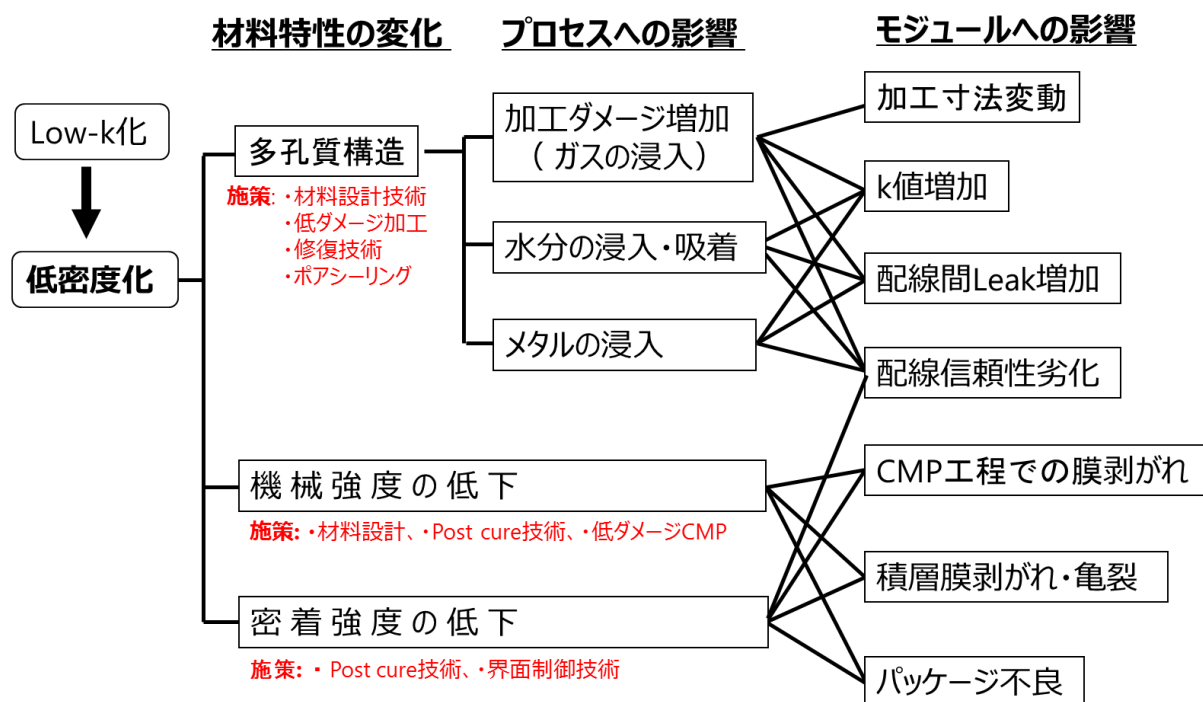 材料特性の変化
プロセスへの影響
モジュールへの影響
Low-k化
低密度化
多孔質構造
施策: ・材料設計技術
・低ダメージ加工
・修復技術
・ポアシーリング
機械強度の低下
施策: ・材料設計、・Post cure技術、・低ダメージCMP
密着強度の低下
施策: ・ Post cure技術、・界面制御技術
加工ダメージ増加
( ガスの浸入)
水分の浸入・吸着
メタルの浸入
加工寸法変動
k値増加
配線間Leak増加
配線信頼性劣化
CMP工程での膜剥がれ
積層膜剥がれ・亀裂
パッケージ不良